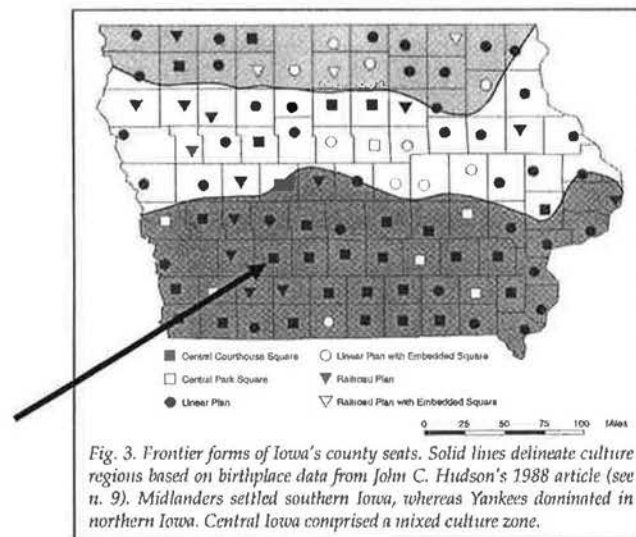 Central Courthouse Square
Linear Plan with Embedded Square
Central Park Square
Railroad Plan
Linear Plan
Railroad Plan with Embedded Square
0 25 50 75 100 Miles
Fig. 3. Frontier forms of Iowa's county seats. Solid lines delineate culture
regions based on birthplace data from John C. Hudson's 1988 article (see
n. 9). Midlanders settled southern Iowa, whereas Yankees dominated in
northern Iowa. Central Iowa comprised a mixed culture zone.